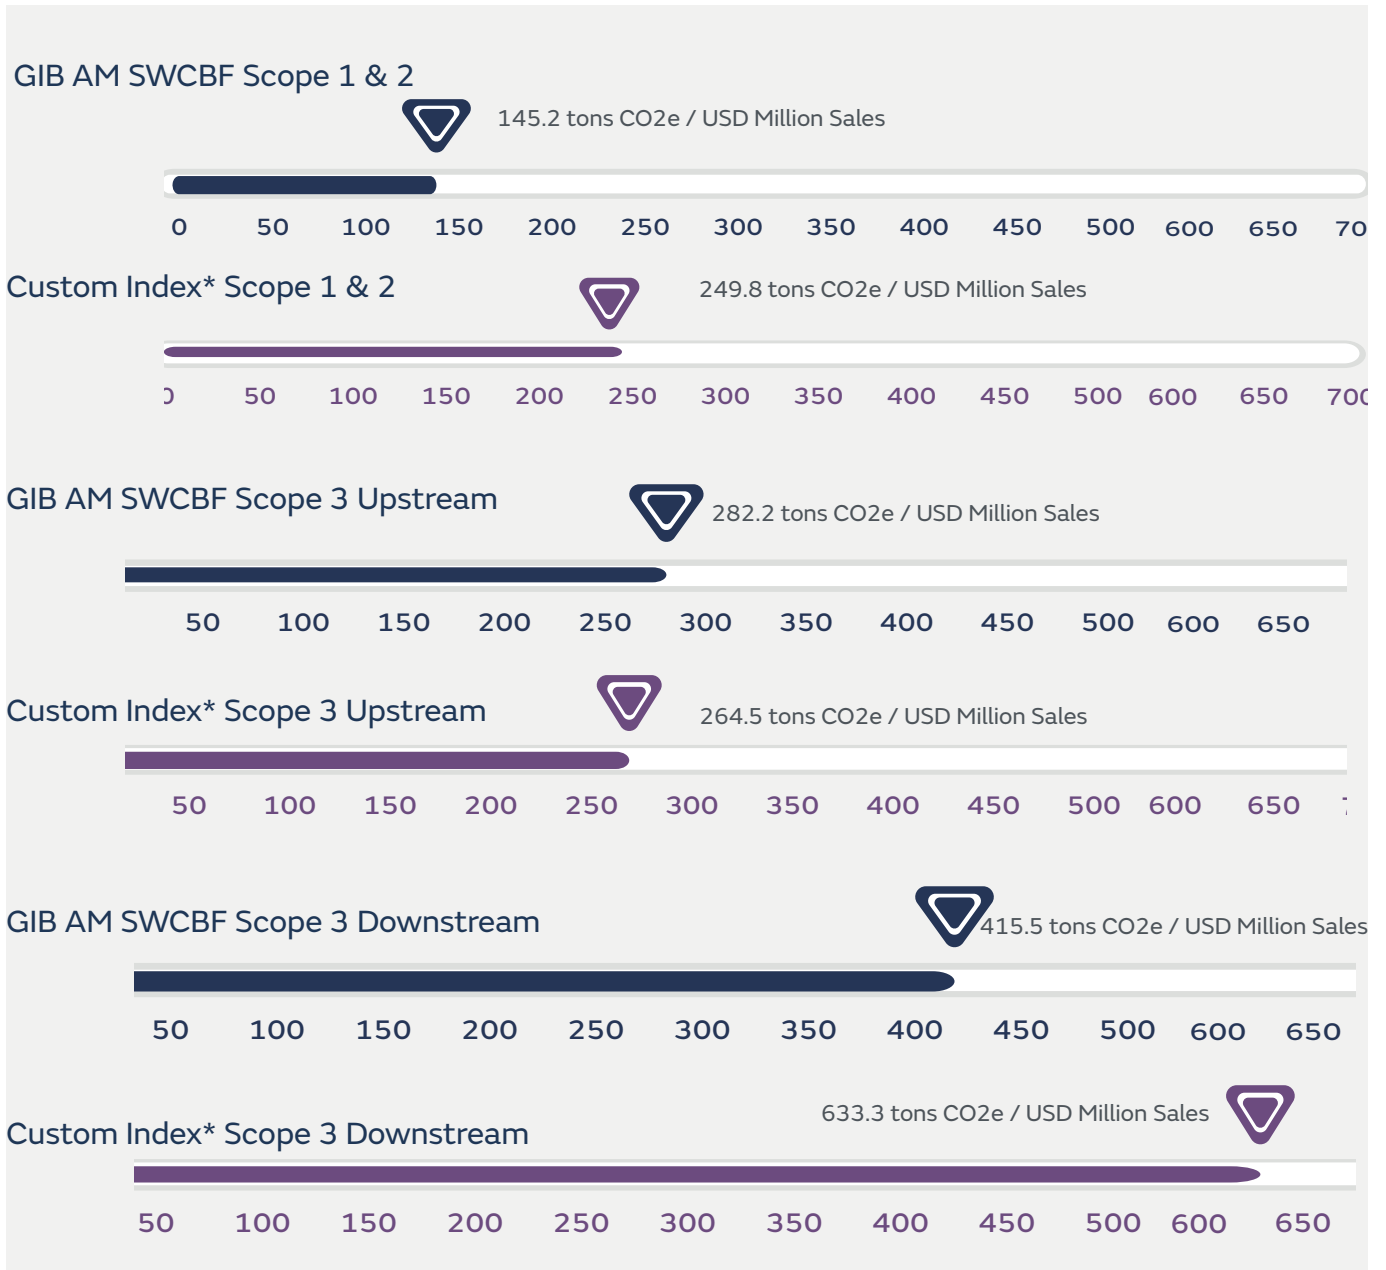 GIB AM SWCBF Scope 1 & 2
145.2 tons CO2e / USD Million Sales
0 50 100 150 200 250 300 350 400 450 500 600 650 70
Custom Index* Scope 1 & 2
249.8 tons CO2e / USD Million Sales
0 50 100 150 200 250 300 350 400 450 500 600 650 700
GIB AM SWCBF Scope 3 Upstream
282.2 tons CO2e / USD Million Sales
50 100 150 200 250 300 350 400 450 500 600 650
Custom Index* Scope 3 Upstream
264.5 tons CO2e / USD Million Sales
50 100 150 200 250 300 350 400 450 500 600 650
GIB AM SWCBF Scope 3 Downstream
415.5 tons CO2e / USD Million Sales
50 100 150 200 250 300 350 400 450 500 600 650
633.3 tons CO2e / USD Million Sales
Custom Index* Scope 3 Downstream
50 100 150 200 250 300 350 400 450 500 600 650